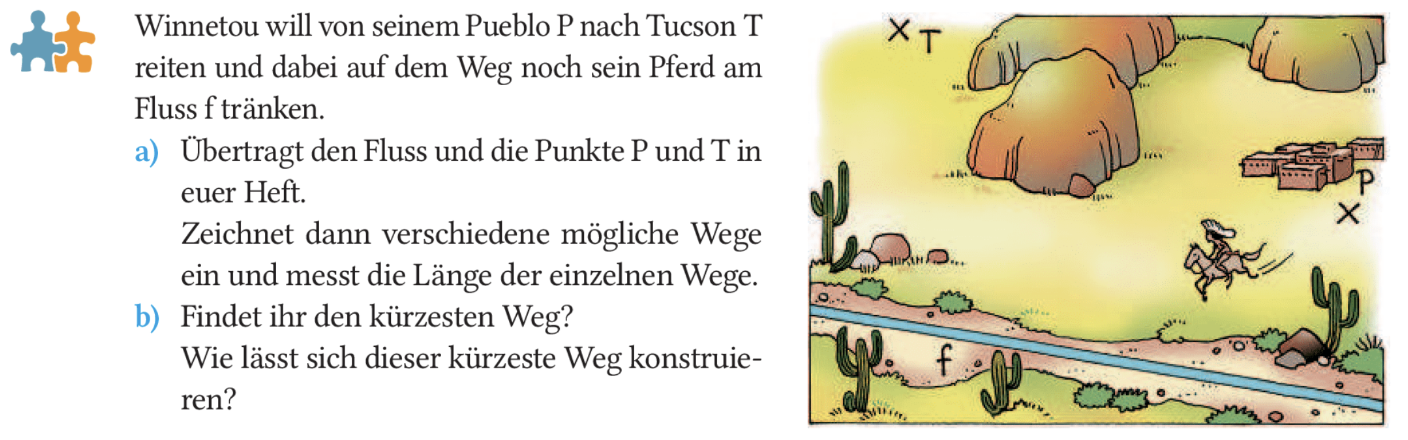 Winnetou will von seinem Pueblo P nach Tucson T
reiten und dabei auf dem Weg noch sein Pferd am
Fluss f tränken.
a) Übertragt den Fluss und die Punkte P und T in
euer Heft.
Zeichnet dann verschiedene mögliche Wege
ein und messt die Länge der einzelnen Wege.
b) Findet ihr den kürzesten Weg?
Wie lässt sich dieser kürzeste Weg konstruie-
ren?
T
P
f